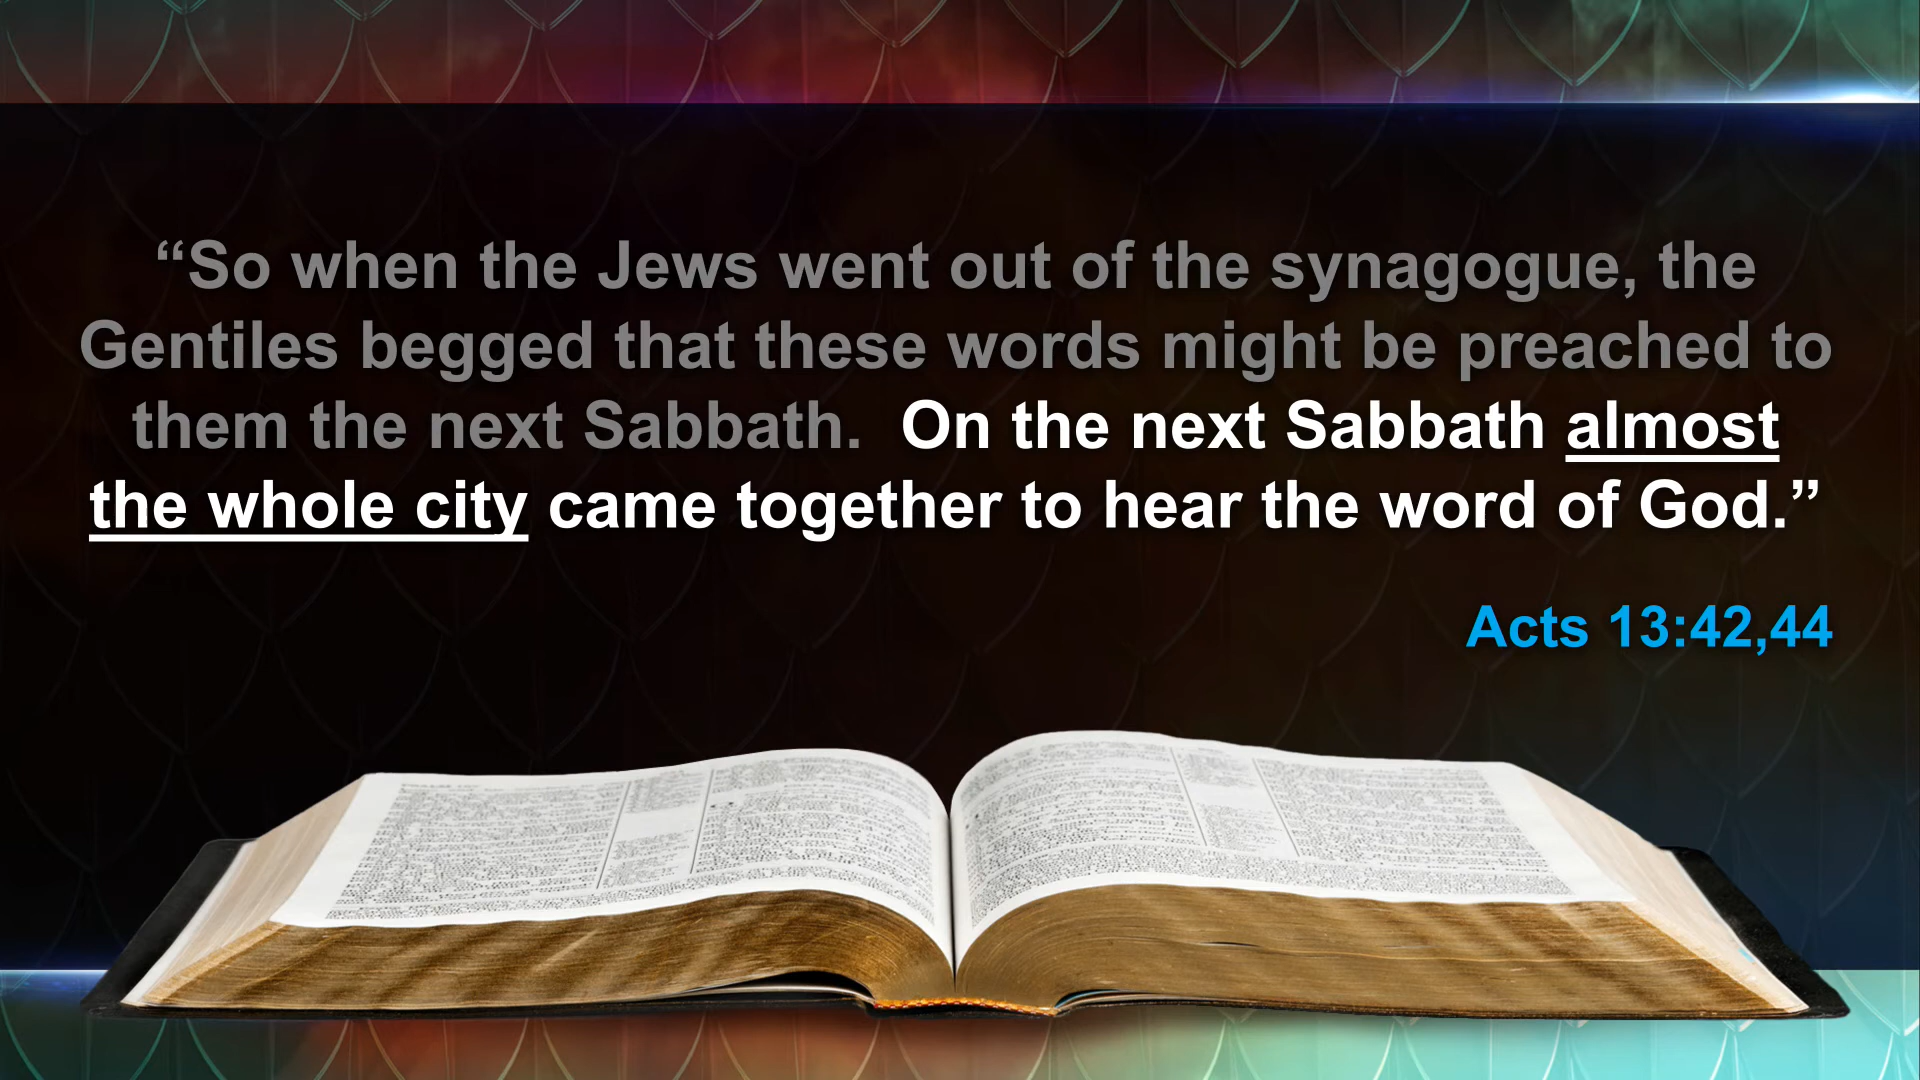 “So when the Jews went out of the synagogue, the
Gentiles begged that these words might be preached to
them the next Sabbath.  On the next Sabbath almost
the whole city came together to hear the word of God.”
Acts 13:42,44